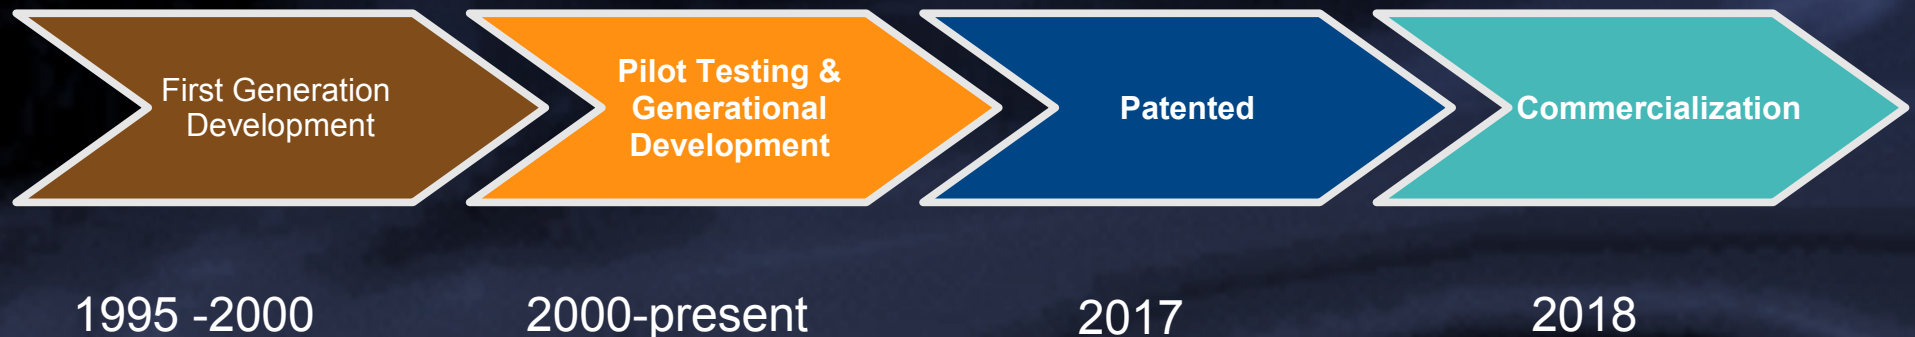 First Generation
Development
Pilot Testing &
Generational
Development
Patented
Commercialization
1995 -2000
2000-present
2017
2018